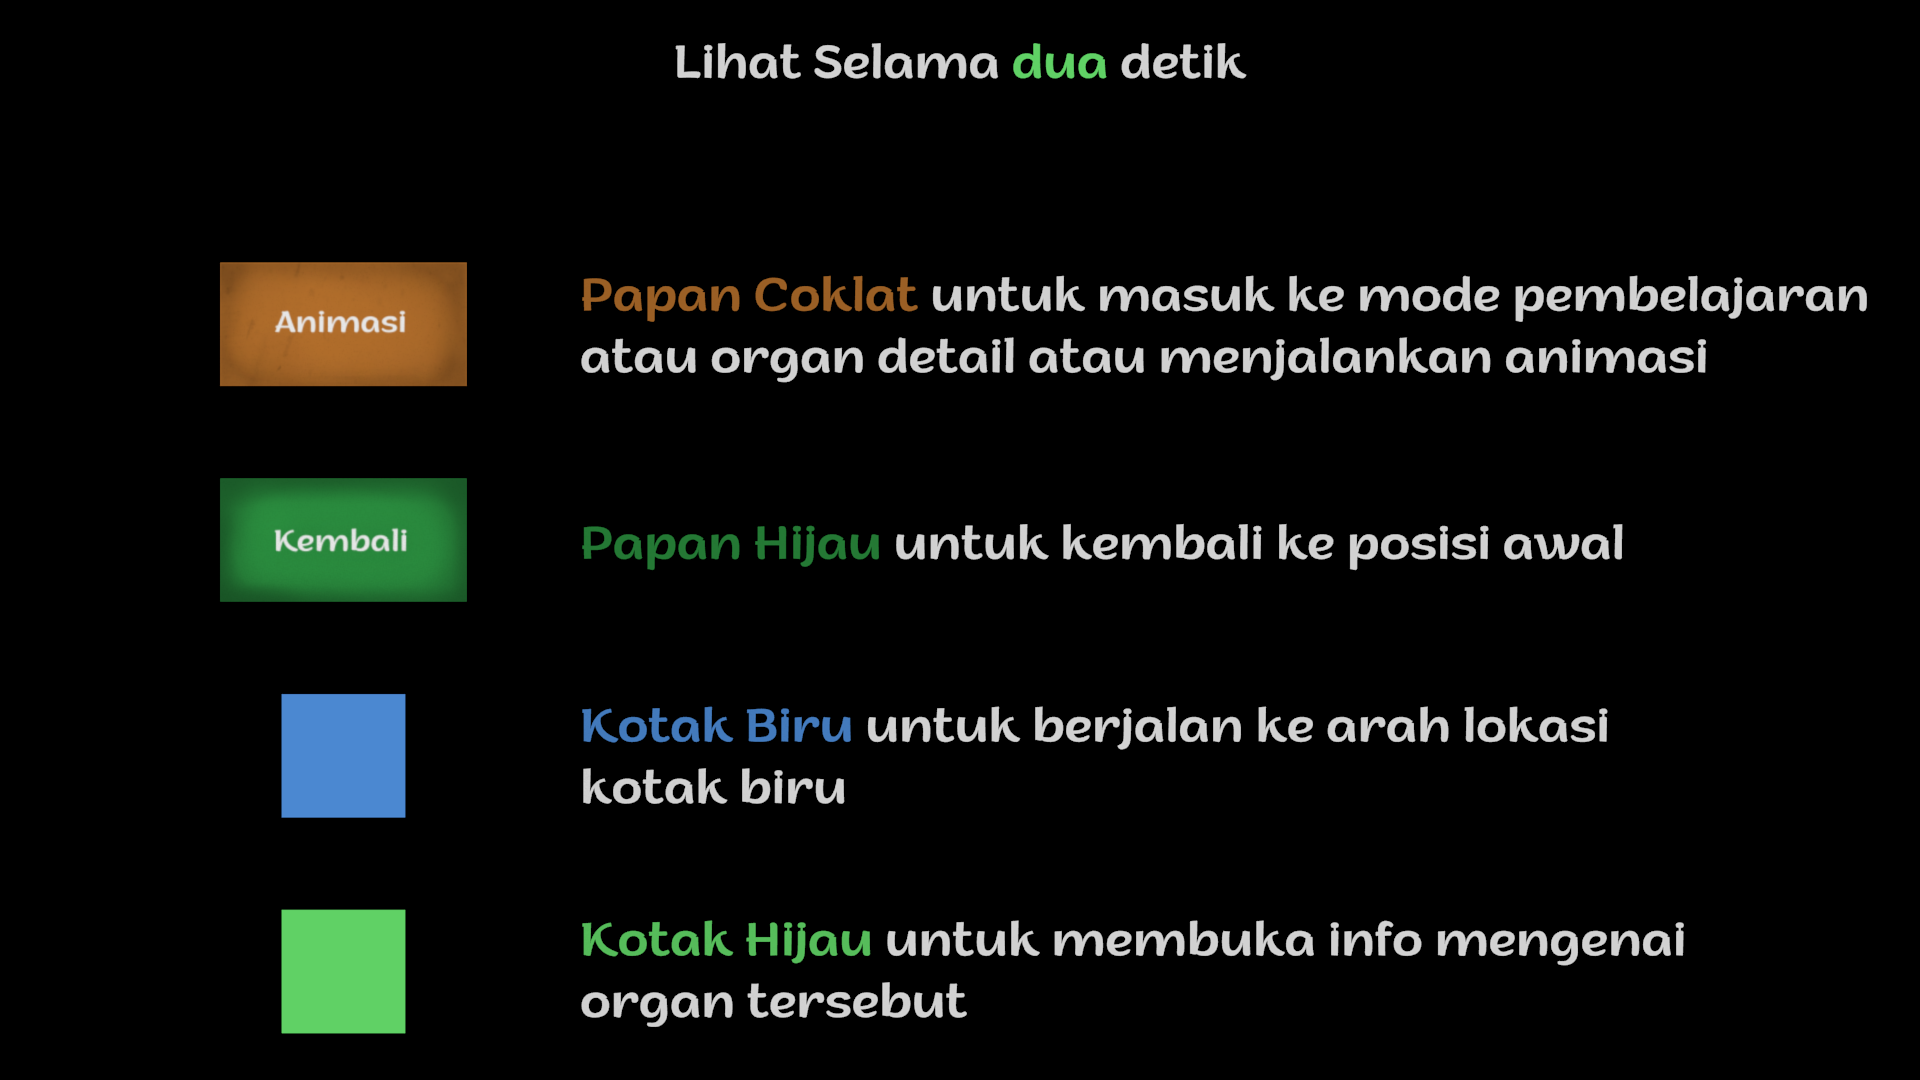 Lihat Selama dua detik
Animasi
Papan Coklat untuk masuk ke mode pembelajaran
atau organ detail atau menjalankan animasi
Kembali
Papan Hijau untuk kembali ke posisi awal
Kotak Biru untuk berjalan ke arah lokasi
kotak biru
Kotak Hijau untuk membuka info mengenai
organ tersebut